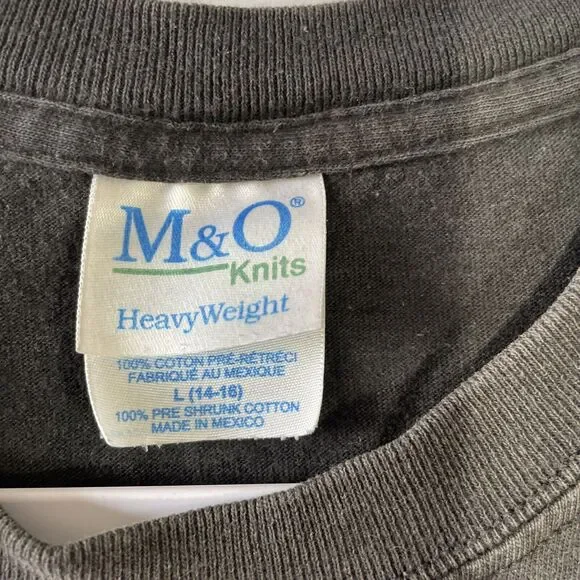 M&O®
Knits
HeavyWeight
100% COTON PRÉ-RÉTRÉCI
FABRIQUÉ AU MEXIQUE
L (14-16)
100% PRE SHRUNK COTTON
MADE IN MEXICO